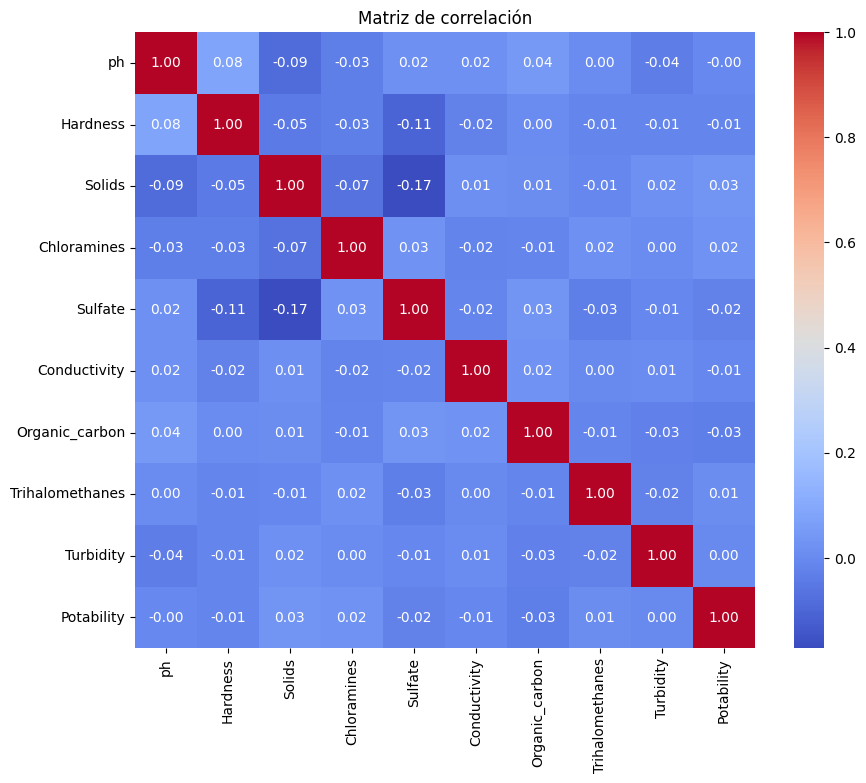 Matriz de correlación
ph 1.00 0.08 -0.09 -0.03 0.02 0.02 0.04 0.00 -0.04 -0.00
Hardness 0.08 1.00 -0.05 -0.03 -0.11 -0.02 0.00 -0.01 -0.01 -0.01
Solids -0.09 -0.05 1.00 -0.07 -0.17 0.01 0.01 -0.01 0.02 0.03
Chloramines -0.03 -0.03 -0.07 1.00 0.03 -0.02 -0.01 0.02 0.00 0.02
Sulfate 0.02 -0.11 -0.17 0.03 1.00 -0.02 0.03 -0.03 -0.01 -0.02
Conductivity 0.02 -0.02 0.01 -0.02 -0.02 1.00 0.02 0.00 0.01 -0.01
Organic_carbon 0.04 0.00 0.01 -0.01 0.03 0.02 1.00 -0.01 -0.03 -0.03
Trihalomethanes 0.00 -0.01 -0.01 0.02 -0.03 0.00 -0.01 1.00 -0.02 0.01
Turbidity -0.04 -0.01 0.02 0.00 -0.01 0.01 -0.03 -0.02 1.00 0.00
Potability -0.00 -0.01 0.03 0.02 -0.02 -0.01 -0.03 0.01 0.00 1.00
ph
Hardness
Solids
Chloramines
Sulfate
Conductivity
Organic_carbon
Trihalomethanes
Turbidity
Potability
1.0
0.8
0.6
0.4
0.2
0.0